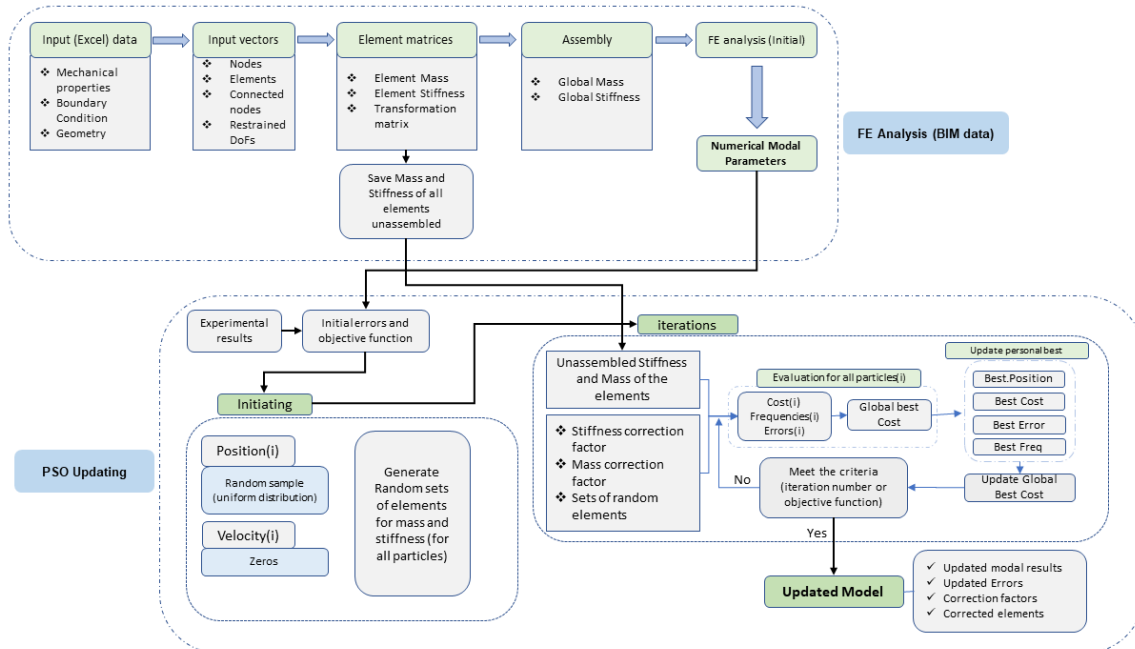 Input (Excel) data
❖ Mechanical
properties
❖ Boundary
Condition
❖ Geometry
Input vectors
❖ Nodes
❖ Elements
❖ Connected
nodes
❖ Restrained
DoFs
Element matrices
❖ Element Mass
❖ Element Stiffness
❖ Transformation
matrix
Assembly
❖ Global Mass
❖ Global Stiffness
FE analysis (Initial)
Numerical Modal
Parameters
FE Analysis (BIM data)
Save Mass and
Stiffness of all
elements
unassembled
Experimental
results
Initial errors and
objective function
Initiating
Position(i)
Random sample
(uniform distribution)
Velocity(i)
Zeros
Generate
Random sets
of elements
for mass and
stiffness (for
all particles)
PSO Updating
iterations
Unassembled Stiffness
and Mass of the
elements
❖ Stiffness correction
factor
❖ Mass correction
factor
❖ Sets of random
elements
Evaluation for all particles(i)
Cost(i)
Frequencies(i)
Errors(i)
Global best
Cost
Update personal best
Best.Position
Best Cost
Best Error
Best Freq
Update Global
Best Cost
Meet the criteria
(iteration number or
objective function)
No
Yes
Updated Model
✓ Updated modal results
✓ Updated Errors
✓ Correction factors
✓ Corrected elements